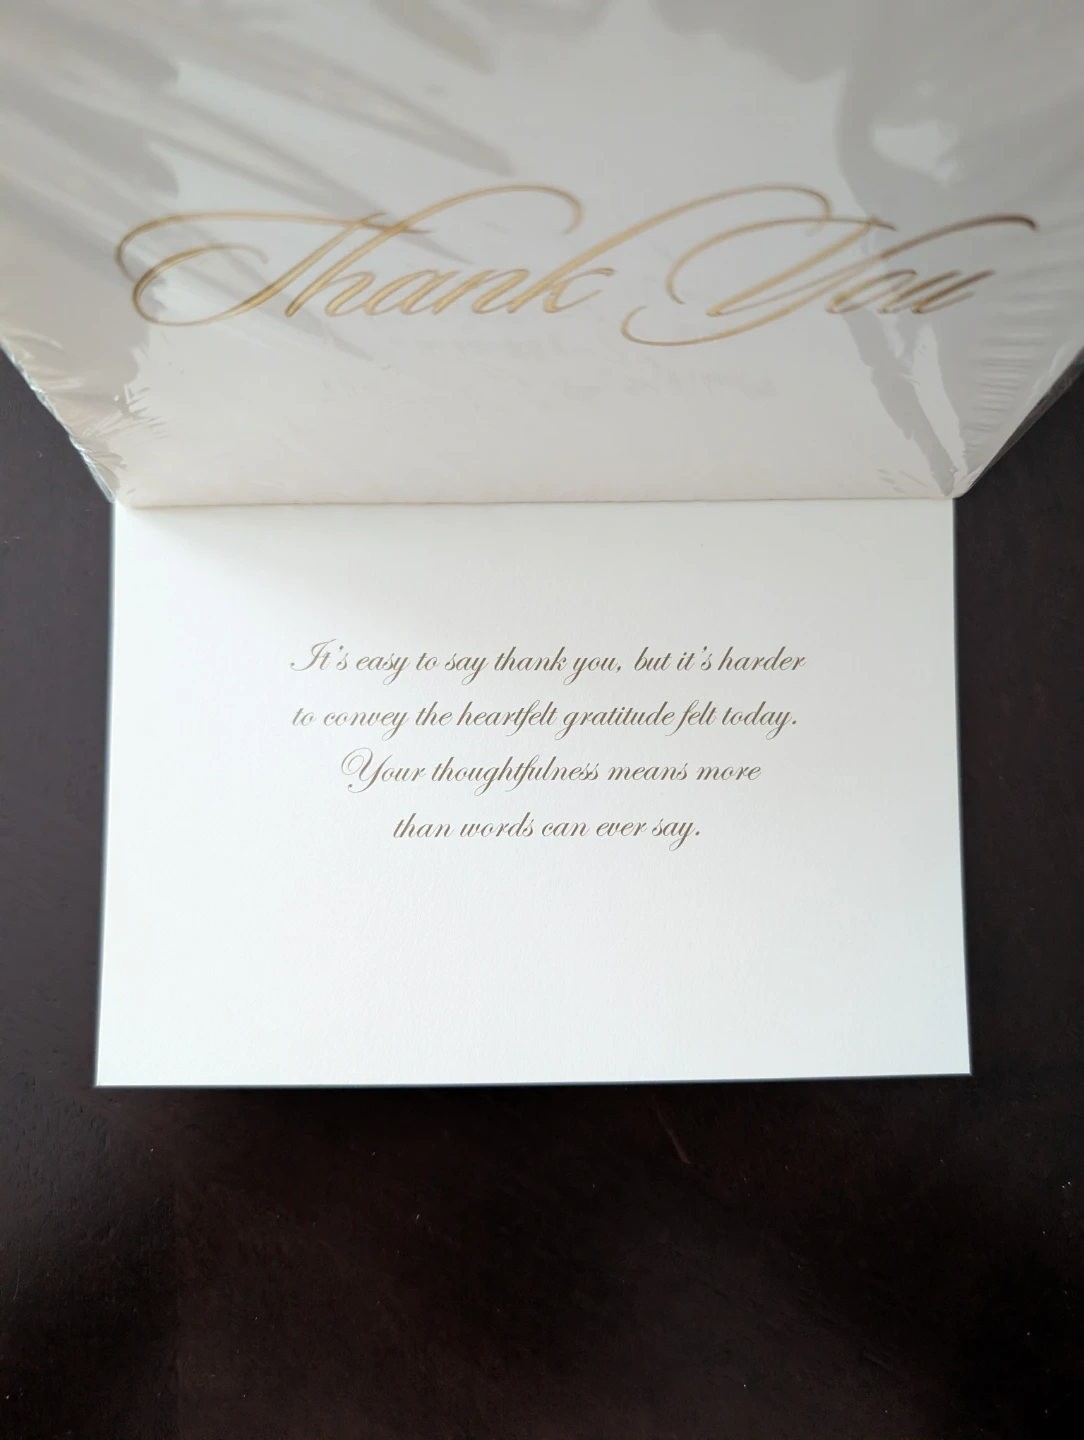 Thank You
It's easy to say thank you, but it's harder
to convey the heartfelt gratitude felt today.
Your thoughtfulness means more
than words can ever say.